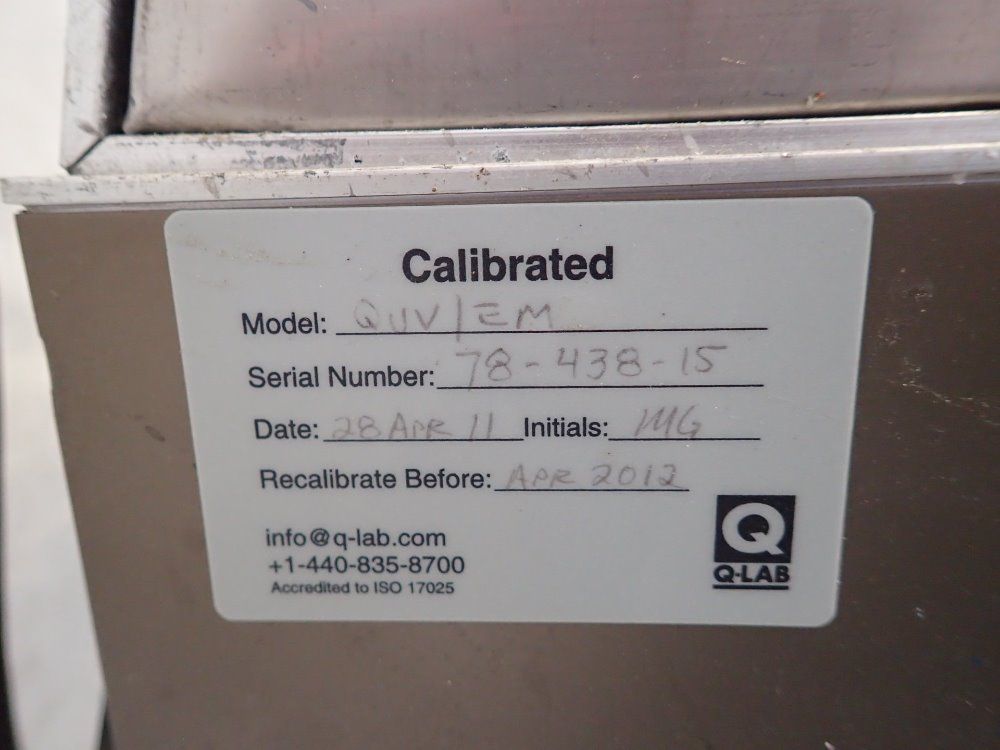 Calibrated
Model: QUV/EM
Serial Number: 78-438-15
Date: 28 APR 11 Initials: MG
Recalibrate Before: APR 2012
info@q-lab.com
+1-440-835-8700
Accredited to ISO 17025
Q
Q-LAB